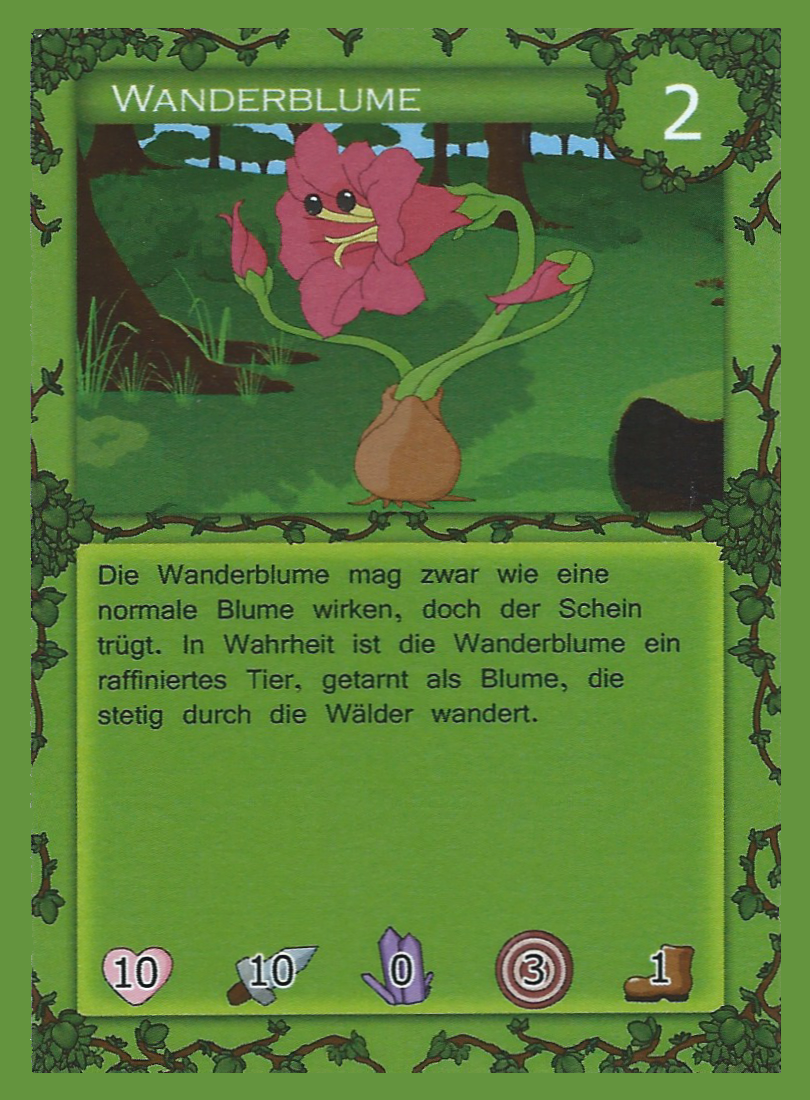 WANDERBLUME
2
Die Wanderblume mag zwar wie eine
normale Blume wirken, doch der Schein
trügt. In Wahrheit ist die Wanderblume ein
raffiniertes Tier, getarnt als Blume, die
stetig durch die Wälder wandert.
10 10 0 3 1